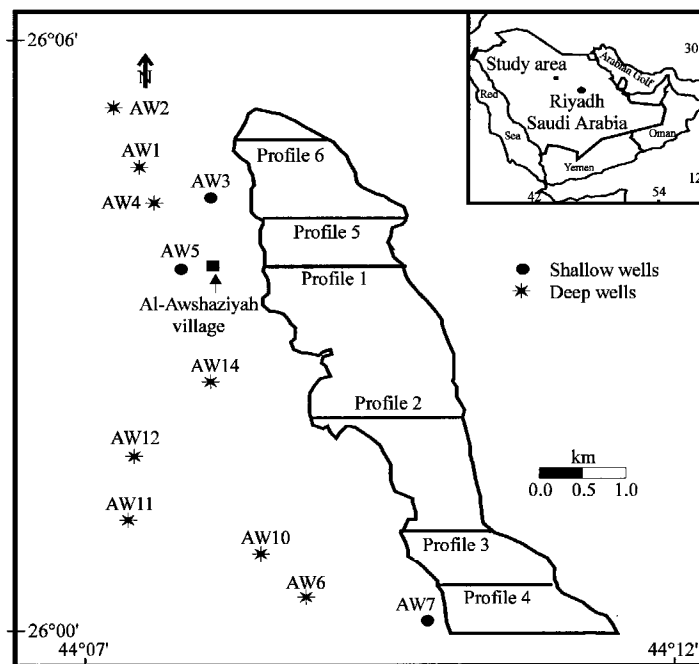 26°06'
N
AW2
AW1
AW4
AW3
AW5
Al-Awshaziyah
village
AW14
AW12
AW11
AW10
AW6
AW7
Profile 6
Profile 5
Profile 1
Profile 2
Profile 3
Profile 4
Study area
Riyadh
Saudi Arabia
Red
Sea
Arabian Golf
Oman
Yemen
30
12
42
54
Shallow wells
Deep wells
km
0.0 0.5 1.0
26°00'
44°07'
44°12'